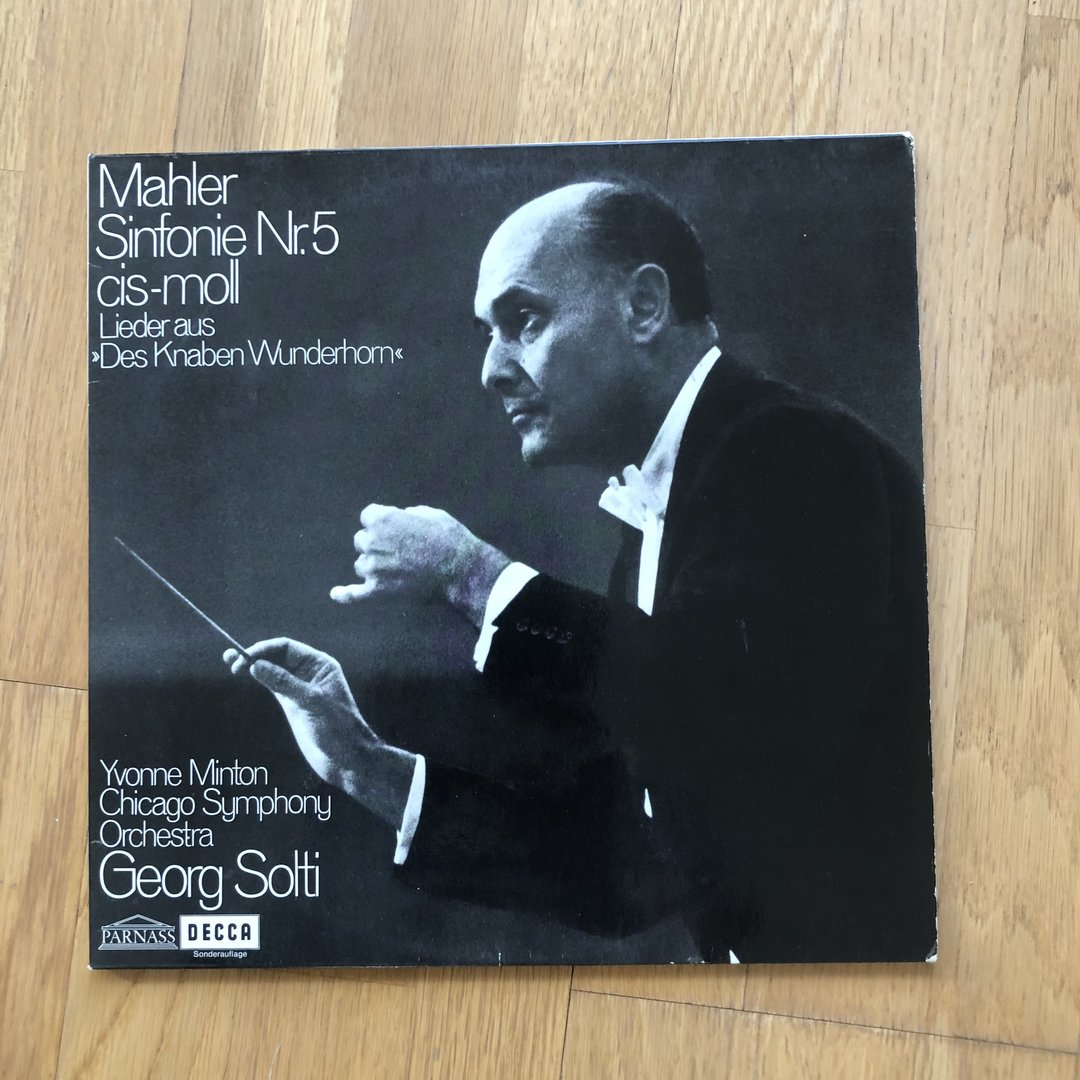 Mahler
Sinfonie Nr. 5
cis-moll
Lieder aus
»Des Knaben Wunderhorn«
Yvonne Minton
Chicago Symphony
Orchestra
Georg Solti
PARNASS
DECCA
Sonderauflage